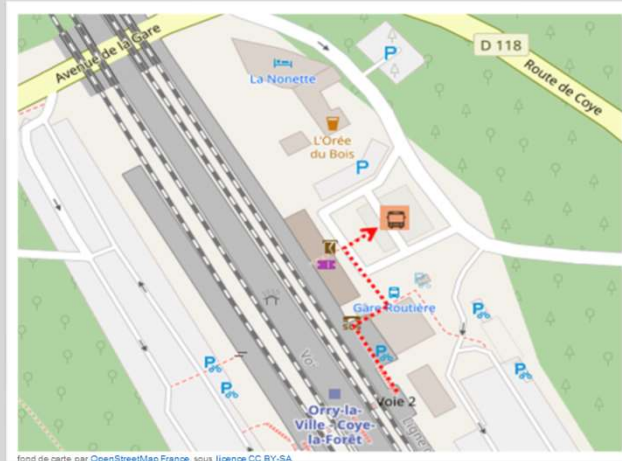 Avenue de la Gare
D 118
Route de Coye
La Nonette
P
L'Orée
du Bois
P
Gare Routière
Voie 2
Orry-la-
Ville - Coye-
la-Forêt
fond de carte par OpenStreetMap France, sous licence CC BY-SA